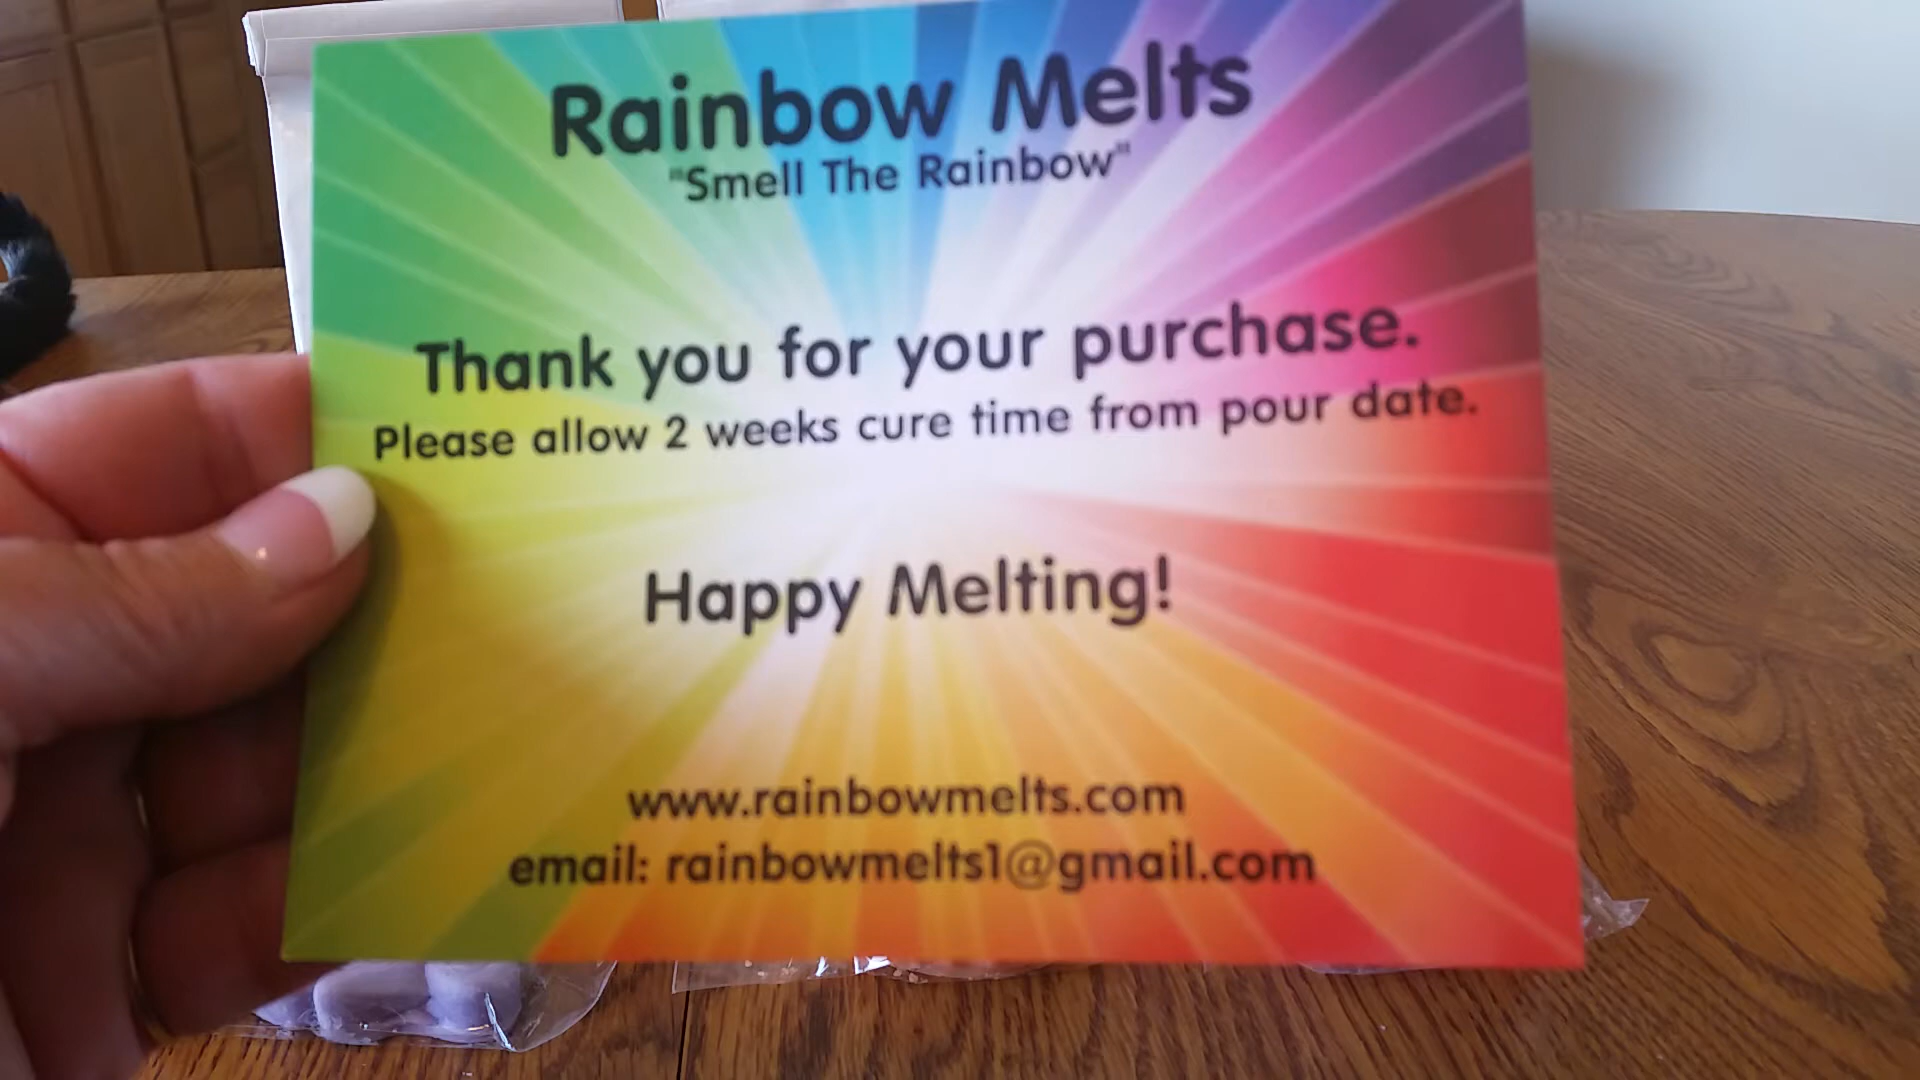 Rainbow Melts
"Smell The Rainbow"
Thank you for your purchase.
Please allow 2 weeks cure time from pour date.
Happy Melting!
www.rainbowmelts.com
email: rainbowmelts1@gmail.com